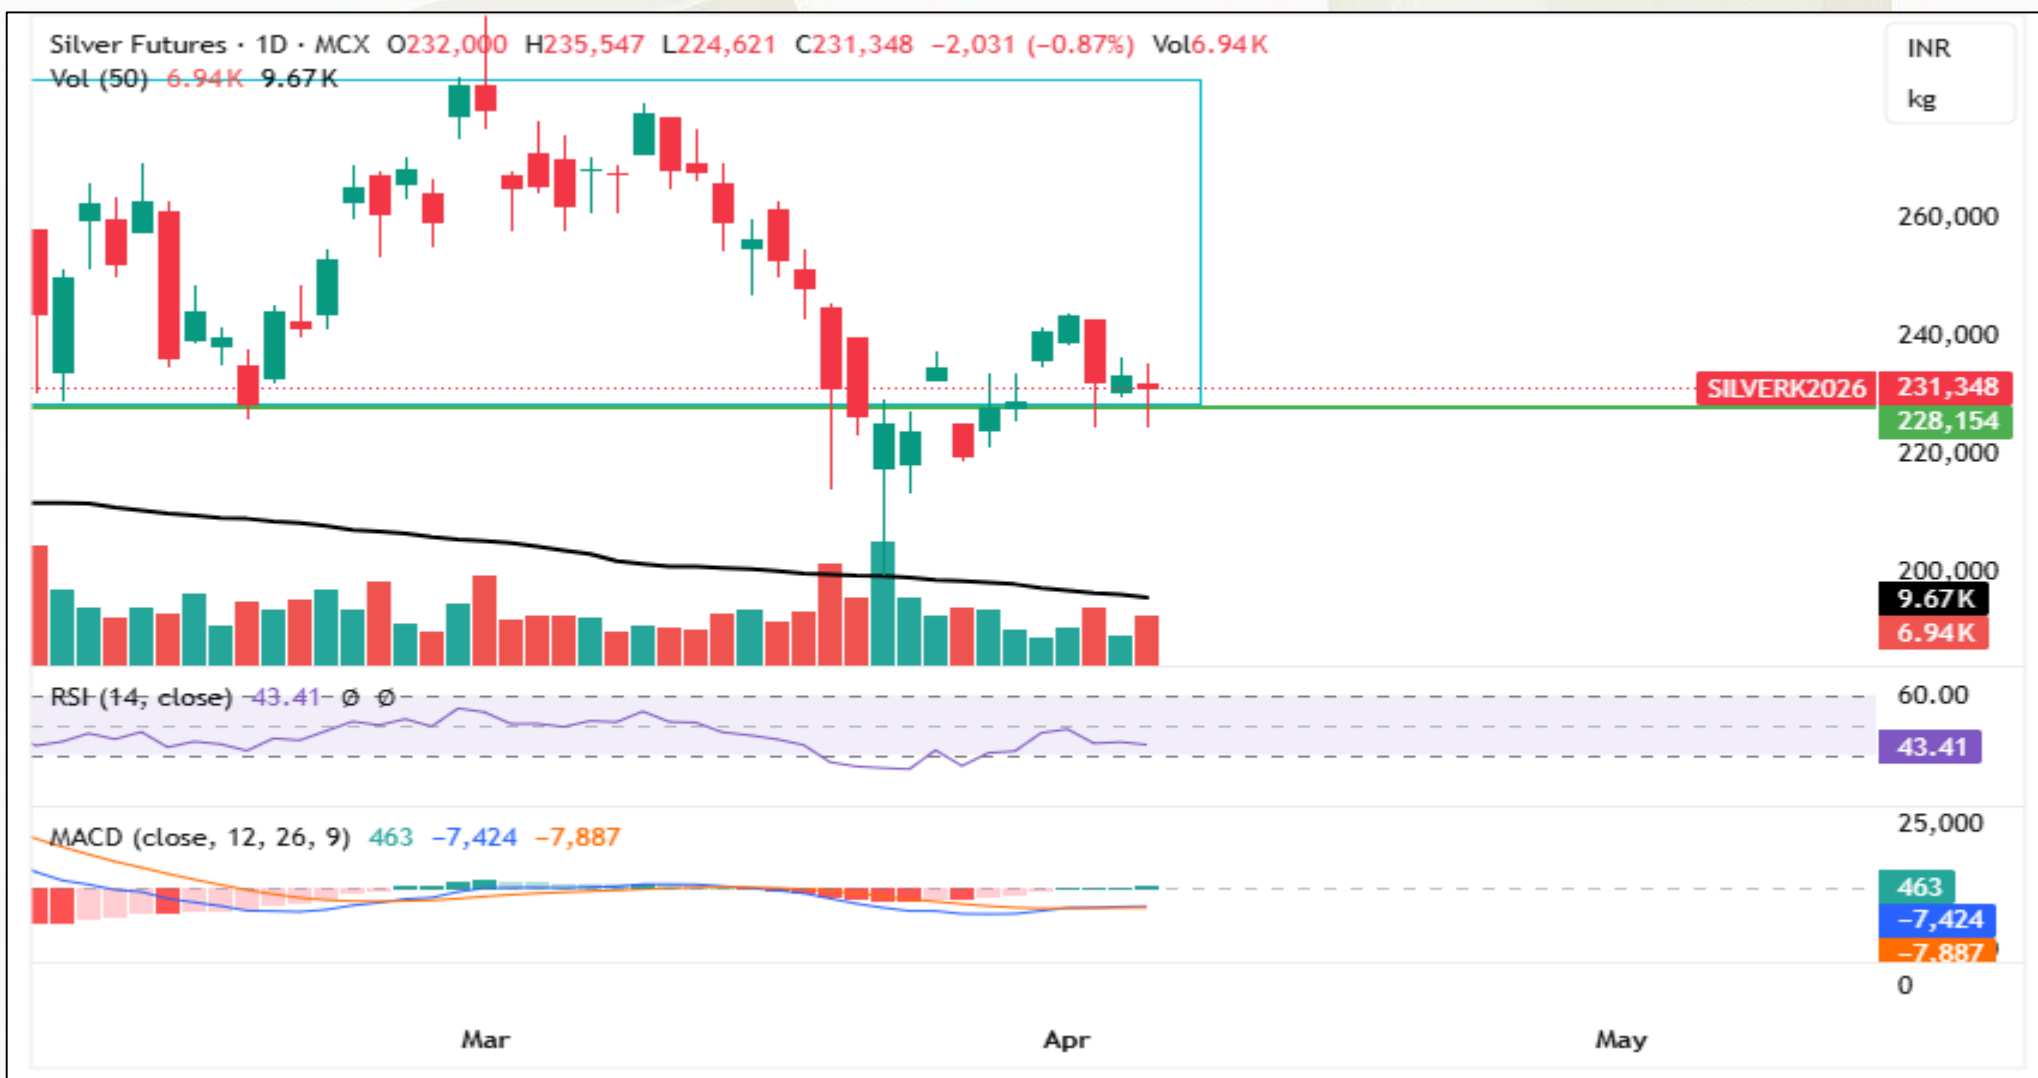 Silver Futures · 1D · MCX O232,000 H235,547 L224,621 C231,348 −2,031 (−0.87%) Vol6.94K
Vol (50) 6.94K 9.67K
INR
kg
260,000
240,000
SILVERK2026 231,348
228,154
220,000
200,000
9.67K
6.94K
RSI (14, close) 43.41 Ø Ø
60.00
43.41
MACD (close, 12, 26, 9) 463 −7,424 −7,887
25,000
463
−7,424
−7,887
0
Mar Apr May